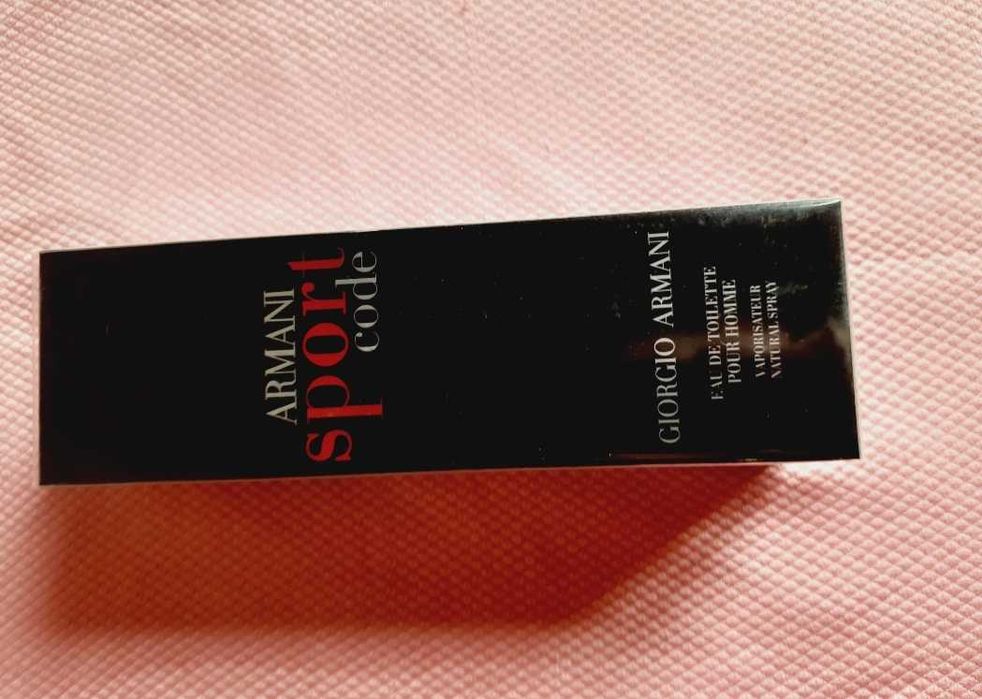 ARMANI
sport
code
GIORGIO ARMANI
EAU DE TOILETTE
POUR HOMME
VAPORISATEUR
NATURAL SPRAY